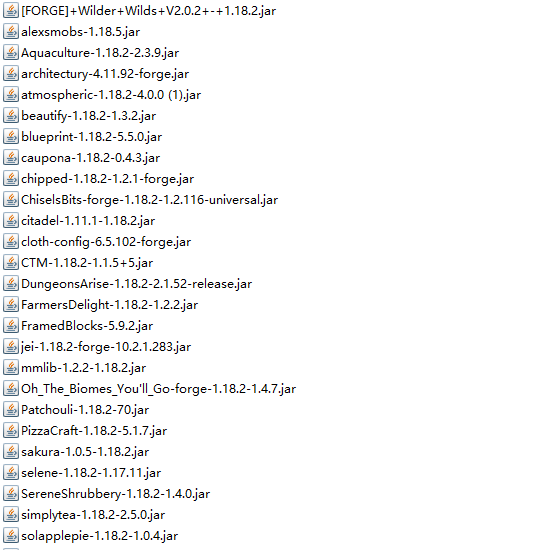 [FORGE]+Wilder+Wilds+V2.0.2+-+1.18.2.jar
alexsmobs-1.18.5.jar
Aquaculture-1.18.2-2.3.9.jar
architectury-4.11.92-forge.jar
atmospheric-1.18.2-4.0.0 (1).jar
beautify-1.18.2-1.3.2.jar
blueprint-1.18.2-5.5.0.jar
caupona-1.18.2-0.4.3.jar
chipped-1.18.2-1.2.1-forge.jar
ChiselsBits-forge-1.18.2-1.2.116-universal.jar
citadel-1.11.1-1.18.2.jar
cloth-config-6.5.102-forge.jar
CTM-1.18.2-1.1.5+5.jar
DungeonsArise-1.18.2-2.1.52-release.jar
FarmersDelight-1.18.2-1.2.2.jar
FramedBlocks-5.9.2.jar
jei-1.18.2-forge-10.2.1.283.jar
mmlib-1.2.2-1.18.2.jar
Oh_The_Biomes_You'll_Go-forge-1.18.2-1.4.7.jar
Patchouli-1.18.2-70.jar
PizzaCraft-1.18.2-5.1.7.jar
sakura-1.0.5-1.18.2.jar
selene-1.18.2-1.17.11.jar
SereneShrubbery-1.18.2-1.4.0.jar
simplytea-1.18.2-2.5.0.jar
solapplepie-1.18.2-1.0.4.jar